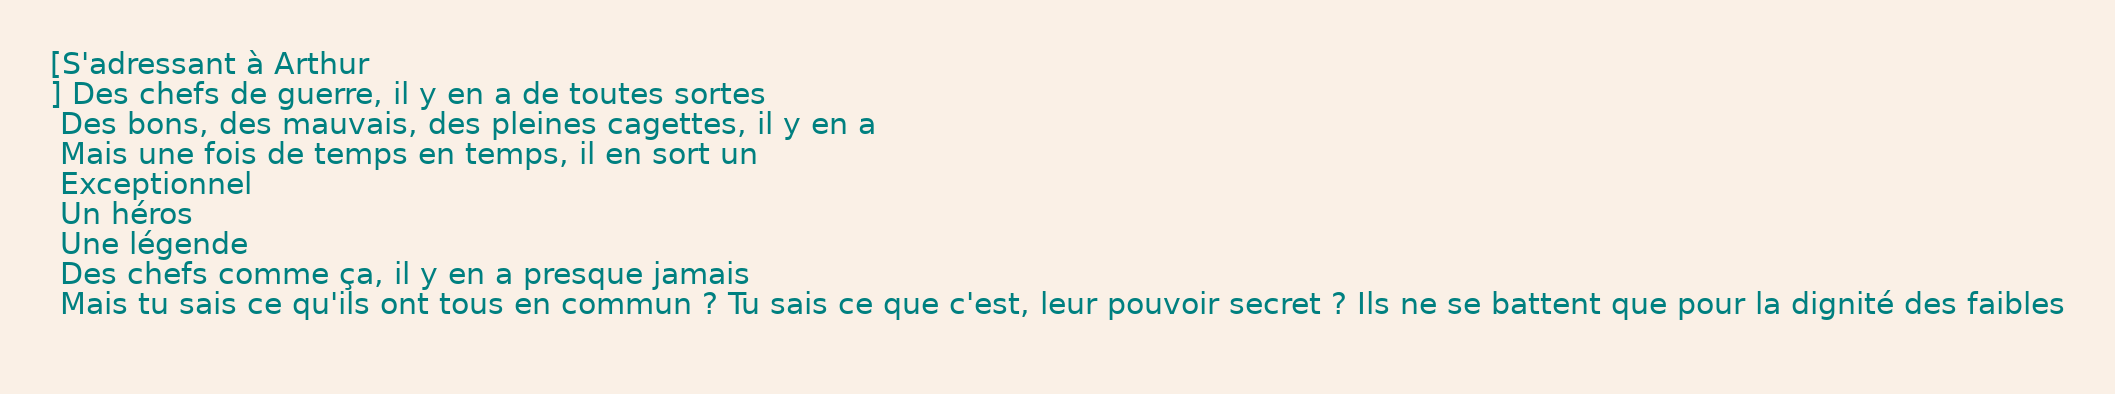 [S'adressant à Arthur
] Des chefs de guerre, il y en a de toutes sortes
Des bons, des mauvais, des pleines cagettes, il y en a
Mais une fois de temps en temps, il en sort un
Exceptionnel
Un héros
Une légende
Des chefs comme ça, il y en a presque jamais
Mais tu sais ce qu'ils ont tous en commun ? Tu sais ce que c'est, leur pouvoir secret ? Ils ne se battent que pour la dignité des faibles